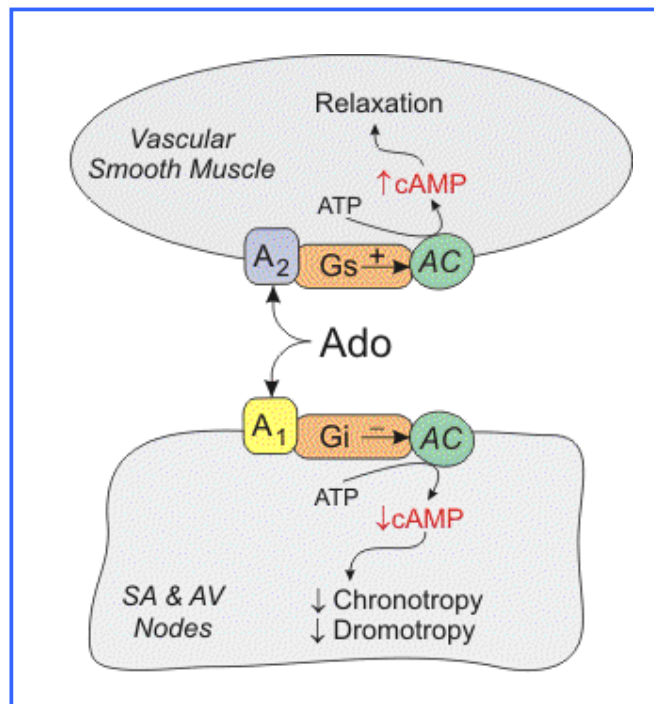 Relaxation
Vascular
Smooth Muscle
↑cAMP
ATP
A2 Gs + AC
Ado
A1 Gi − AC
ATP
↓cAMP
SA & AV
Nodes
↓ Chronotropy
↓ Dromotropy